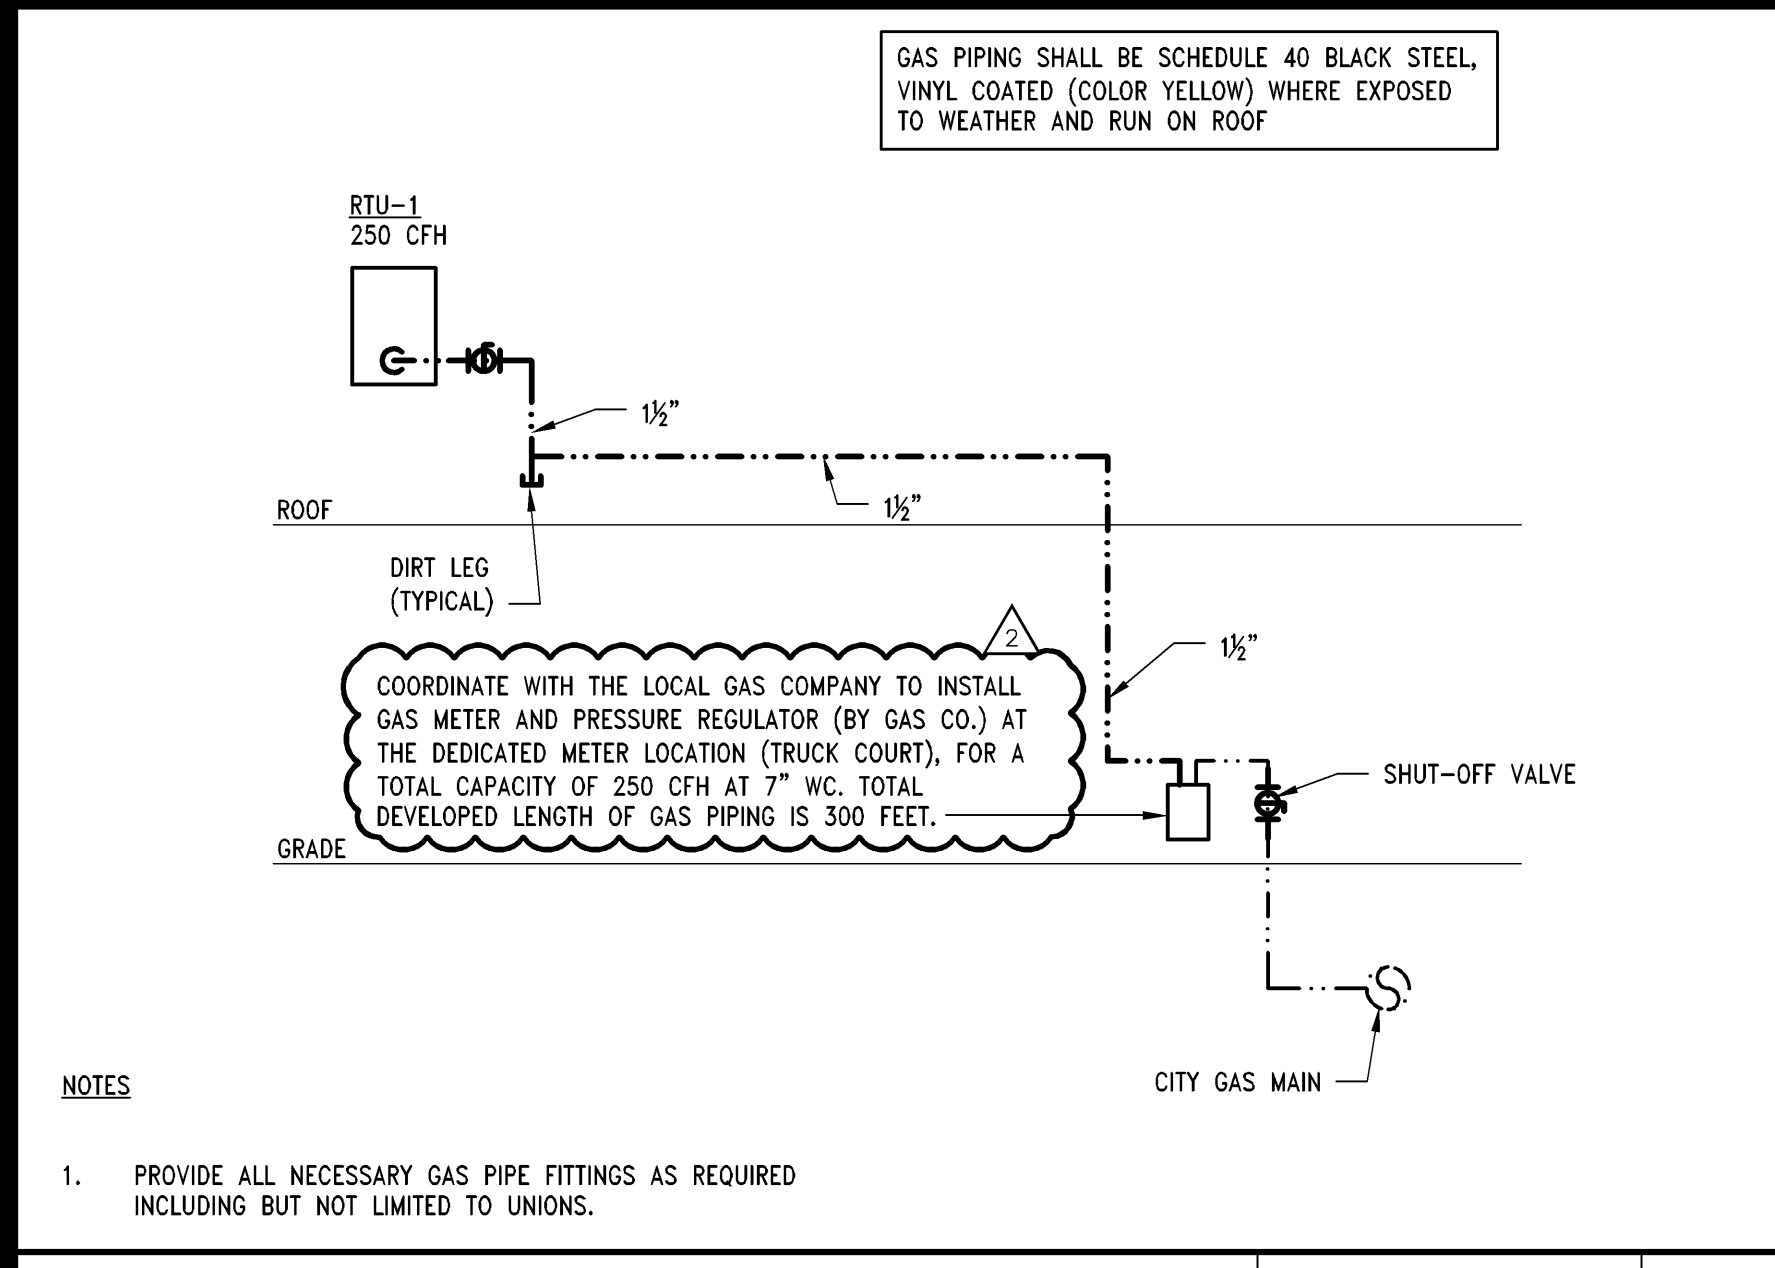 GAS PIPING SHALL BE SCHEDULE 40 BLACK STEEL,
VINYL COATED (COLOR YELLOW) WHERE EXPOSED
TO WEATHER AND RUN ON ROOF
RTU-1
250 CFH
1½"
1½"
ROOF
DIRT LEG
(TYPICAL)
2
1½"
COORDINATE WITH THE LOCAL GAS COMPANY TO INSTALL
GAS METER AND PRESSURE REGULATOR (BY GAS CO.) AT
THE DEDICATED METER LOCATION (TRUCK COURT), FOR A
TOTAL CAPACITY OF 250 CFH AT 7" WC. TOTAL
DEVELOPED LENGTH OF GAS PIPING IS 300 FEET.
SHUT-OFF VALVE
GRADE
CITY GAS MAIN
NOTES
1. PROVIDE ALL NECESSARY GAS PIPE FITTINGS AS REQUIRED
INCLUDING BUT NOT LIMITED TO UNIONS.